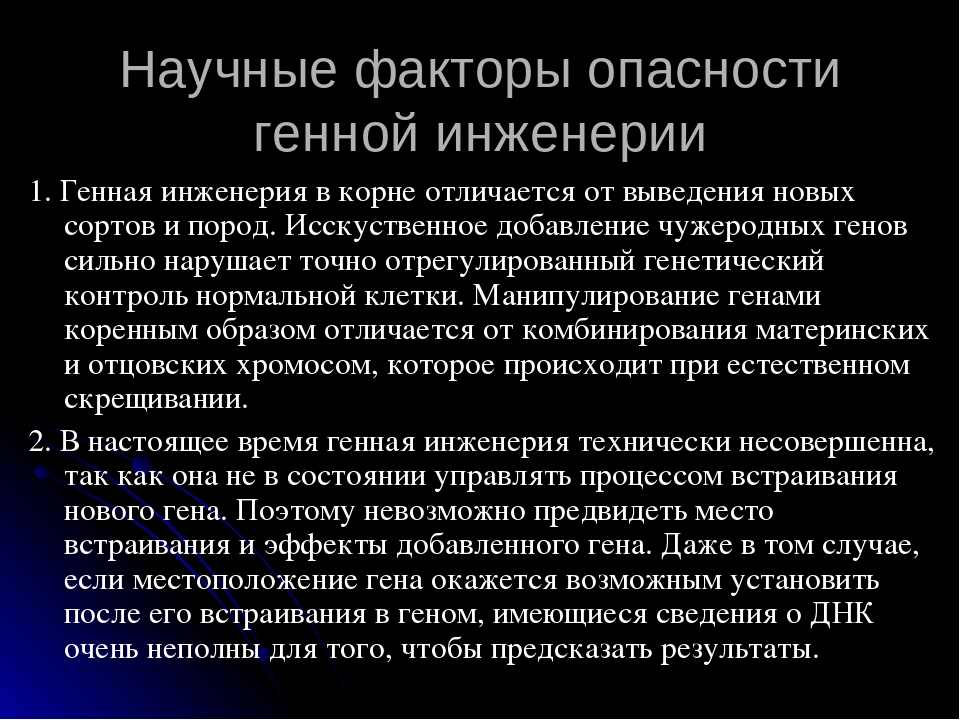 Научные факторы опасности
генной инженерии
1. Генная инженерия в корне отличается от выведения новых
сортов и пород. Исскуственное добавление чужеродных генов
сильно нарушает точно отрегулированный генетический
контроль нормальной клетки. Манипулирование генами
коренным образом отличается от комбинирования материнских
и отцовских хромосом, которое происходит при естественном
скрещивании.
2. В настоящее время генная инженерия технически несовершенна,
так как она не в состоянии управлять процессом встраивания
нового гена. Поэтому невозможно предвидеть место
встраивания и эффекты добавленного гена. Даже в том случае,
если местоположение гена окажется возможным установить
после его встраивания в геном, имеющиеся сведения о ДНК
очень неполны для того, чтобы предсказать результаты.